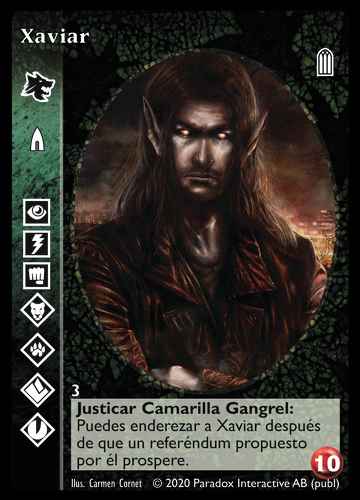 Xaviar
3
Justicar Camarilla Gangrel:
Puedes enderezar a Xaviar después
de que un referéndum propuesto
por él prospere.
10
Illus. Carmen Cornet © 2020 Paradox Interactive AB (publ)